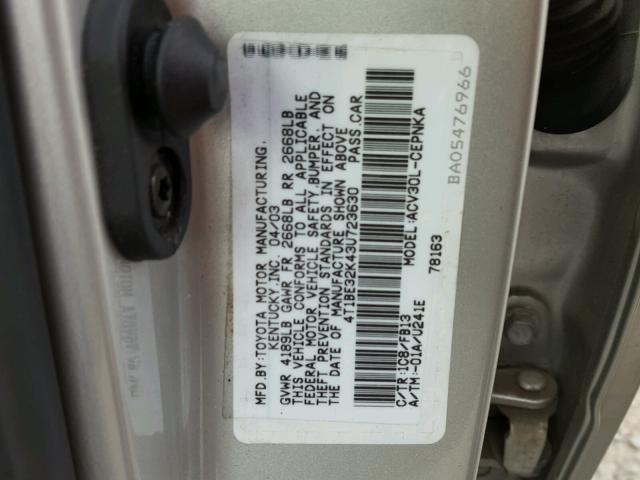 MFD.BY:TOYOTA MOTOR MANUFACTURING.
KENTUCKY.INC. 04/03
GVWR 4189LB GAWR FR 2668LB RR 2668LB
THIS VEHICLE CONFORMS TO ALL APPLICABLE
FEDERAL MOTOR VEHICLE SAFETY,BUMPER, AND
THEFT PREVENTION STANDARDS IN EFFECT ON
THE DATE OF MANUFACTURE SHOWN ABOVE
4T1BE32K43U723630 PASS.CAR
C/TR:1C8/FB13 MODEL:ACV30L-CEPNKA
A/TM:-01A/U241E 78163
BA05476966